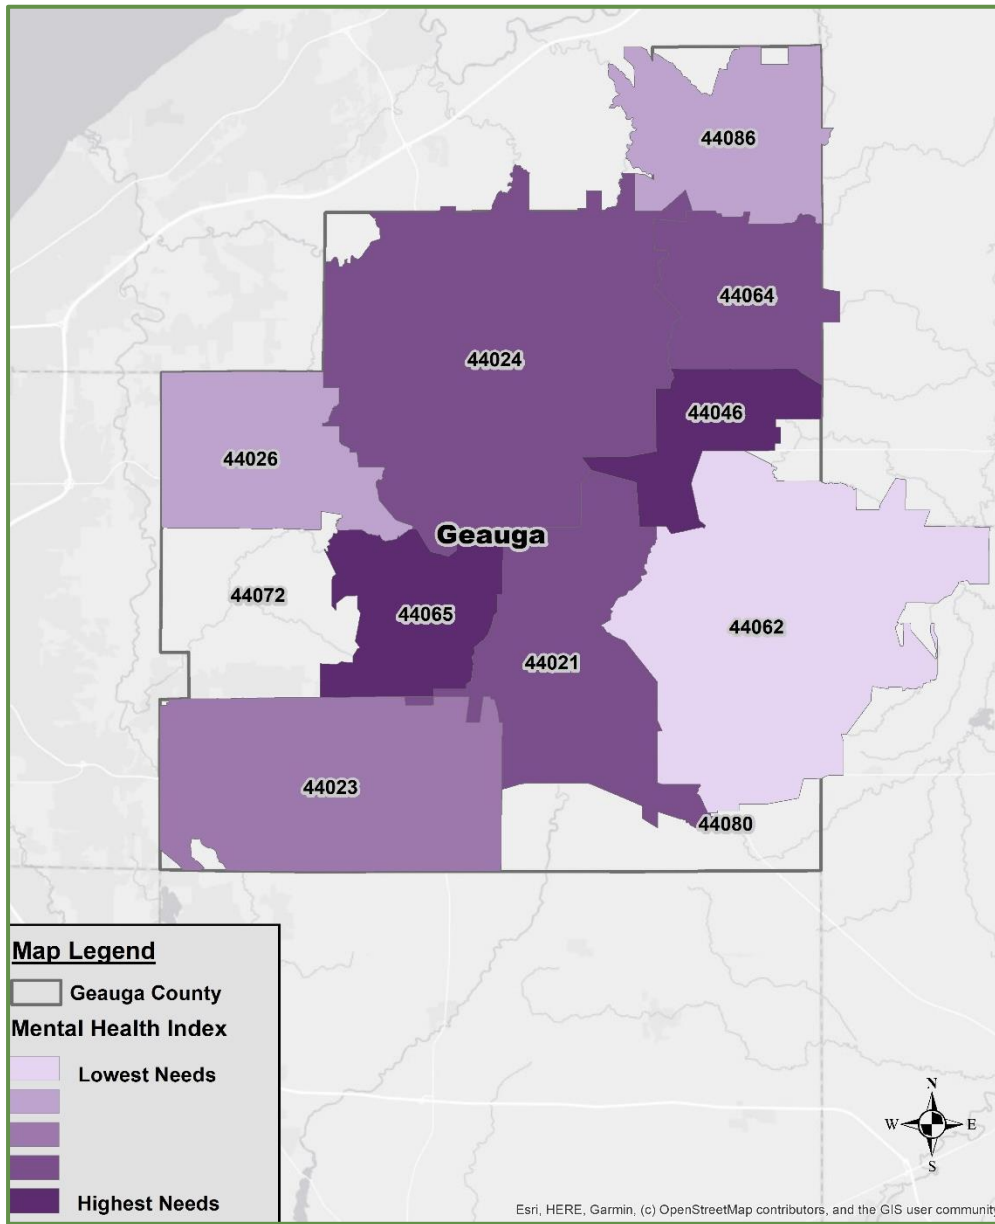 44086
44064
44024
44046
44026
Geauga
44072
44065
44062
44021
44023
44080
Map Legend
Geauga County
Mental Health Index
Lowest Needs
Highest Needs
N
W E
S
Esri, HERE, Garmin, (c) OpenStreetMap contributors, and the GIS user community